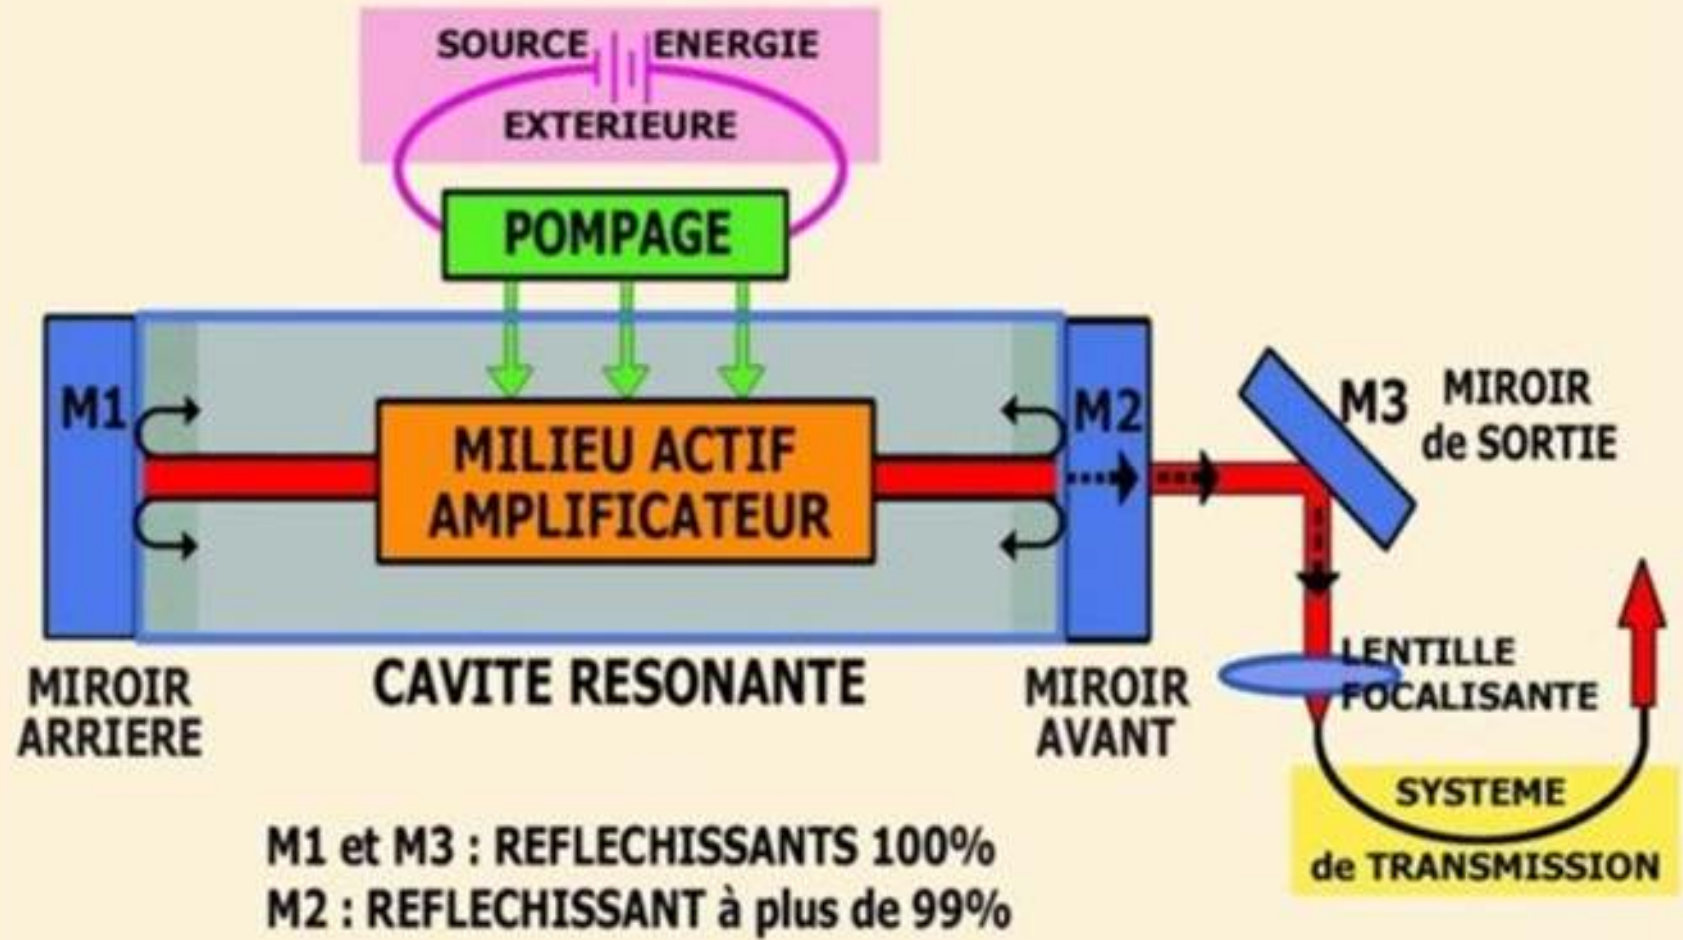 SOURCE ENERGIE
EXTERIEURE
POMPAGE
M1
MILIEU ACTIF
AMPLIFICATEUR
M2
M3
MIROIR
de SORTIE
MIROIR
ARRIERE
CAVITE RESONANTE
MIROIR
AVANT
LENTILLE
FOCALISANTE
SYSTEME
de TRANSMISSION
M1 et M3 : REFLECHISSANTS 100%
M2 : REFLECHISSANT à plus de 99%